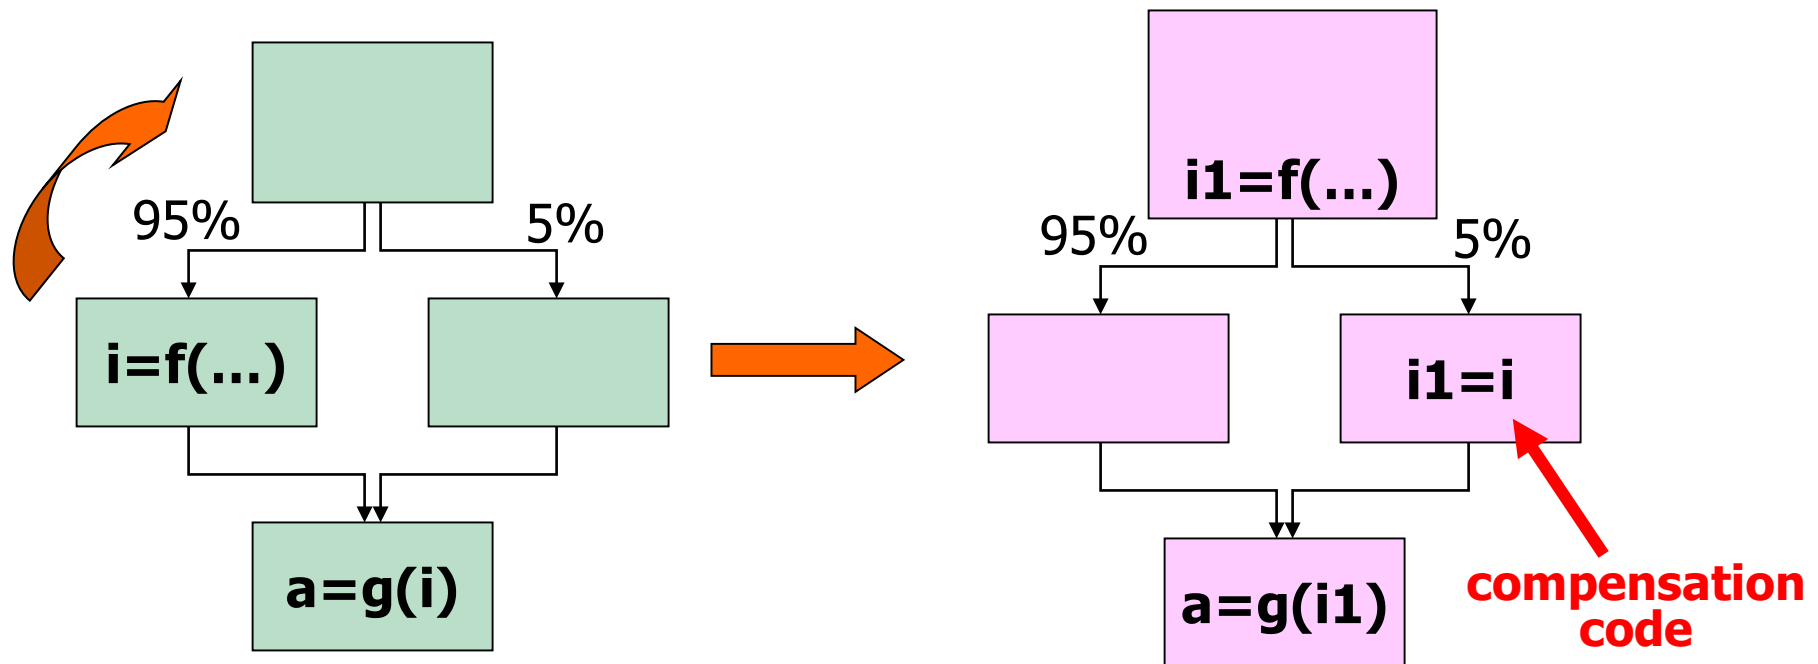 95%
5%
i=f(...)
a=g(i)
i1=f(...)
95%
5%
i1=i
a=g(i1)
compensation
code